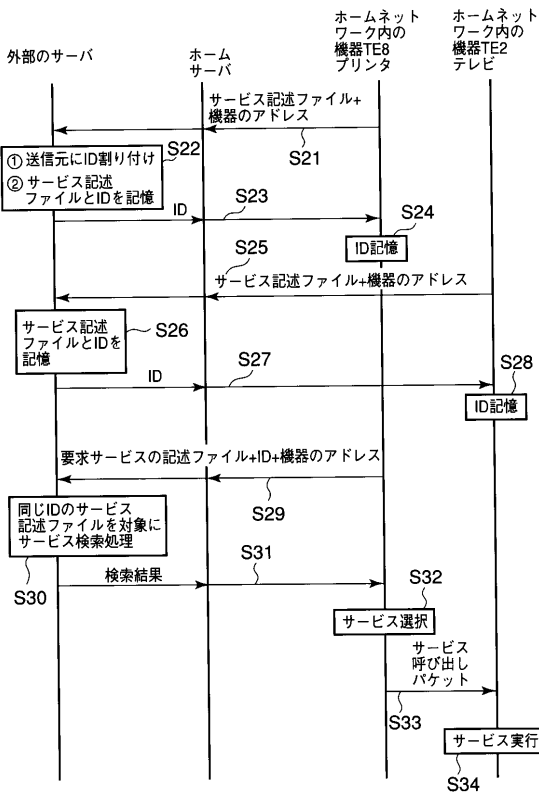 外部のサーバ
ホーム
サーバ
ホームネット
ワーク内の
機器TE8
プリンタ
ホームネット
ワーク内の
機器TE2
テレビ
サービス記述ファイル+
機器のアドレス
S21
① 送信元にID割り付け
② サービス記述
ファイルとIDを記憶
S22
ID
S23
S24
ID記憶
S25
サービス記述ファイル+機器のアドレス
サービス記述
ファイルとIDを
記憶
S26
ID
S27
S28
ID記憶
要求サービスの記述ファイル+ID+機器のアドレス
S29
同じIDのサービス
記述ファイルを対象に
サービス検索処理
S30
検索結果
S31
S32
サービス選択
サービス
呼び出し
パケット
S33
サービス実行
S34